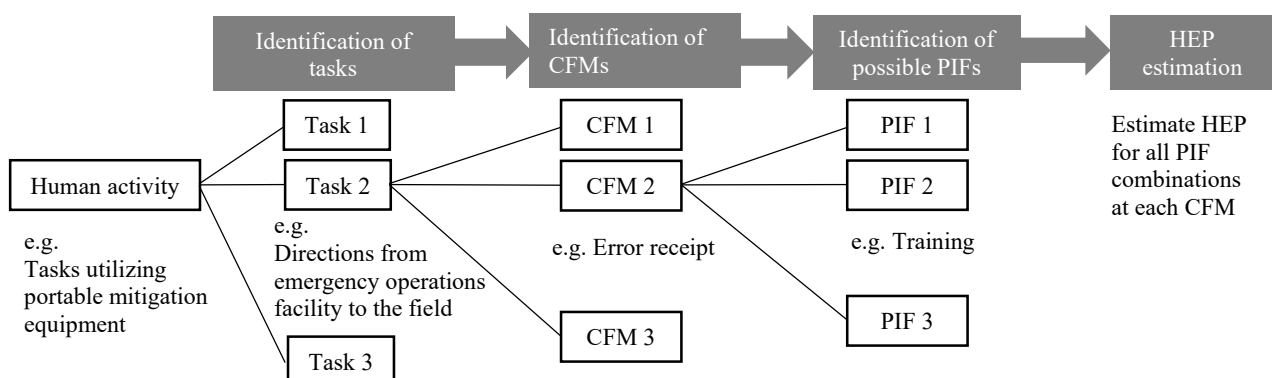 Identification of
tasks
Identification of
CFMs
Identification of
possible PIFs
HEP
estimation
Task 1
CFM 1
PIF 1
Estimate HEP
for all PIF
combinations
at each CFM
Human activity
Task 2
CFM 2
PIF 2
e.g.
Tasks utilizing
portable mitigation
equipment
e.g.
Directions from
emergency operations
facility to the field
e.g. Error receipt
e.g. Training
Task 3
CFM 3
PIF 3